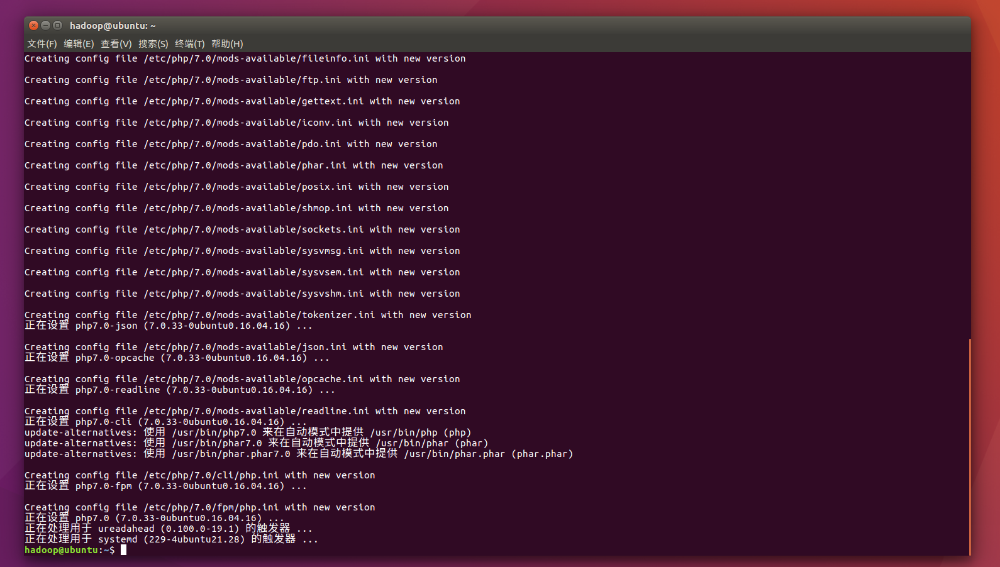 hadoop@ubuntu: ~
文件(F) 编辑(E) 查看(V) 搜索(S) 终端(T) 帮助(H)
Creating config file /etc/php/7.0/mods-available/fileinfo.ini with new version
Creating config file /etc/php/7.0/mods-available/ftp.ini with new version
Creating config file /etc/php/7.0/mods-available/gettext.ini with new version
Creating config file /etc/php/7.0/mods-available/iconv.ini with new version
Creating config file /etc/php/7.0/mods-available/pdo.ini with new version
Creating config file /etc/php/7.0/mods-available/phar.ini with new version
Creating config file /etc/php/7.0/mods-available/posix.ini with new version
Creating config file /etc/php/7.0/mods-available/shmop.ini with new version
Creating config file /etc/php/7.0/mods-available/sockets.ini with new version
Creating config file /etc/php/7.0/mods-available/sysvmsg.ini with new version
Creating config file /etc/php/7.0/mods-available/sysvsem.ini with new version
Creating config file /etc/php/7.0/mods-available/sysvshm.ini with new version
Creating config file /etc/php/7.0/mods-available/tokenizer.ini with new version
正在设置 php7.0-json (7.0.33-0ubuntu0.16.04.16) ...
Creating config file /etc/php/7.0/mods-available/json.ini with new version
正在设置 php7.0-opcache (7.0.33-0ubuntu0.16.04.16) ...
Creating config file /etc/php/7.0/mods-available/opcache.ini with new version
正在设置 php7.0-readline (7.0.33-0ubuntu0.16.04.16) ...
Creating config file /etc/php/7.0/mods-available/readline.ini with new version
正在设置 php7.0-cli (7.0.33-0ubuntu0.16.04.16) ...
update-alternatives: 使用 /usr/bin/php7.0 来在自动模式中提供 /usr/bin/php (php)
update-alternatives: 使用 /usr/bin/phar7.0 来在自动模式中提供 /usr/bin/phar (phar)
update-alternatives: 使用 /usr/bin/phar.phar7.0 来在自动模式中提供 /usr/bin/phar.phar (phar.phar)
Creating config file /etc/php/7.0/cli/php.ini with new version
正在设置 php7.0-fpm (7.0.33-0ubuntu0.16.04.16) ...
Creating config file /etc/php/7.0/fpm/php.ini with new version
正在设置 php7.0 (7.0.33-0ubuntu0.16.04.16) ...
正在处理用于 ureadahead (0.100.0-19.1) 的触发器 ...
正在处理用于 systemd (229-4ubuntu21.28) 的触发器 ...
hadoop@ubuntu:~$